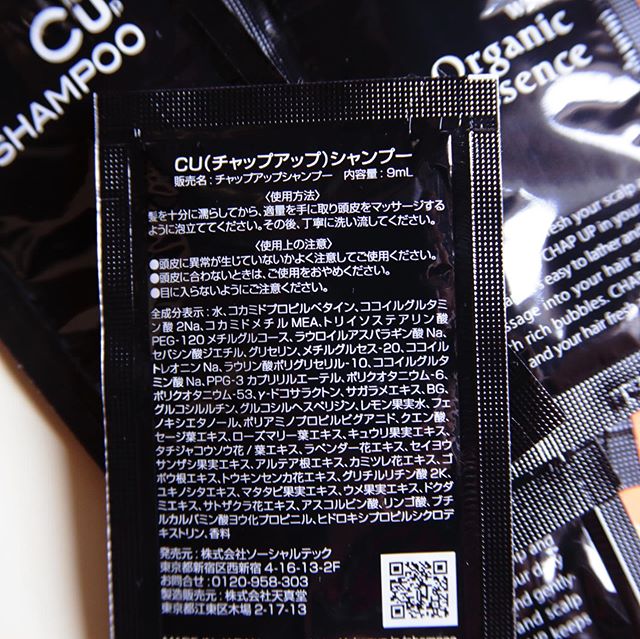 CU
SHAMPOO
Organic
CU(チャップアップ)シャンプー
販売名:チャップアップシャンプー 内容量:9mL
〈使用方法〉
髪を十分に濡らしてから、適量を手に取り頭皮をマッサージする
ように泡立ててください。その後、丁寧に洗い流してください。
〈使用上の注意〉
●頭皮に異常が生じていないかよく注意してご使用ください。
●頭皮に合わないときは、ご使用をおやめください。
●目に入らないようにご注意ください。
全成分表示:水、コカミドプロピルベタイン、ココイルグルタミ
ン酸2Na、コカミドメチルMEA、トリイソステアリン酸
PEG-120メチルグルコース、ラウロイルアスパラギン酸Na、
セバシン酸ジエチル、グリセリン、メチルグルセス-20、ココイル
トレオニンNa、ラウリン酸ポリグリセリル-10、ココイルグルタ
ミン酸Na、PPG-3カプリリルエーテル、ポリクオタニウム-6、
ポリクオタニウム-53、γ-ドコサラクトン、サガラメエキス、BG、
グルコシルルチン、グルコシルヘスペリジン、レモン果実水、フェ
ノキシエタノール、ポリアミノプロピルビグアニド、クエン酸、
セージ葉エキス、ローズマリー葉エキス、キュウリ果実エキス、
タチジャコウソウ花/葉エキス、ラベンダー花エキス、セイヨウ
サンザシ果実エキス、アルテア根エキス、カミツレ花エキス、ゴ
ボウ根エキス、トウキンセンカ花エキス、グリチルリチン酸2K、
ユキノシタエキス、マタタビ果実エキス、ウメ果実エキス、ドクダ
ミエキス、サトザクラ花エキス、アスコルビン酸、リンゴ酸、ブチ
ルカルバミン酸ヨウ化プロピニル、ヒドロキシプロピルシクロデ
キストリン、香料
発売元:株式会社ソーシャルテック
東京都新宿区西新宿4-16-13-2F
お問合せ:0120-958-303
製造販売元:株式会社天真堂
東京都江東区木場2-17-13
your scalp
CHAP UP in your
easy to lather
into your hair
rich bubbles.
and your hair